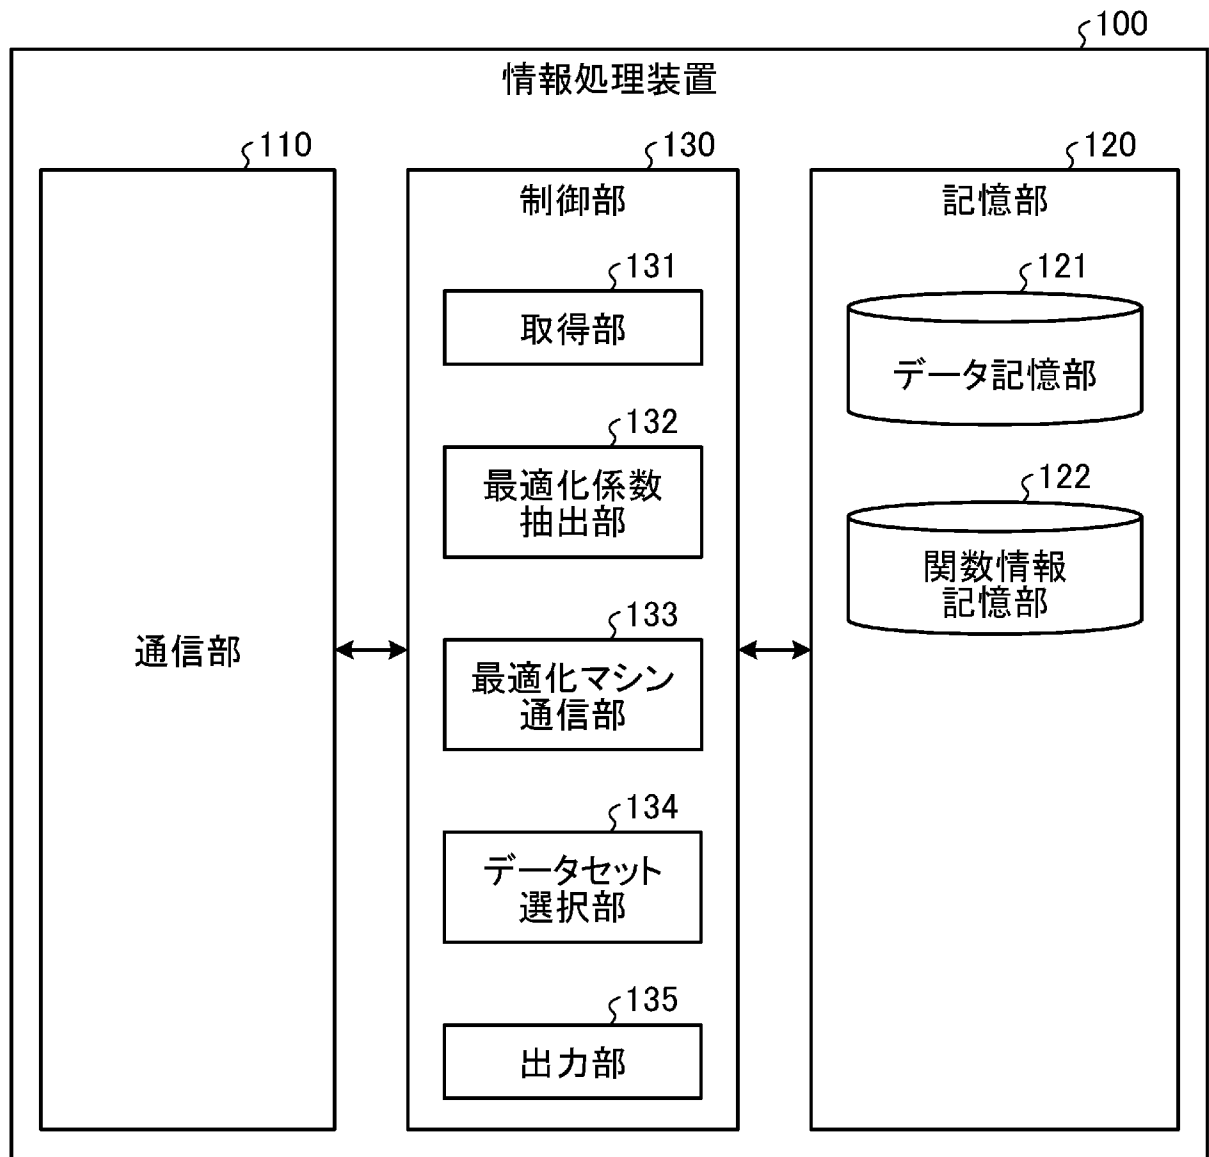 100
情報処理装置
110
通信部
130
制御部
131
取得部
132
最適化係数
抽出部
133
最適化マシン
通信部
134
データセット
選択部
135
出力部
120
記憶部
121
データ記憶部
122
関数情報
記憶部